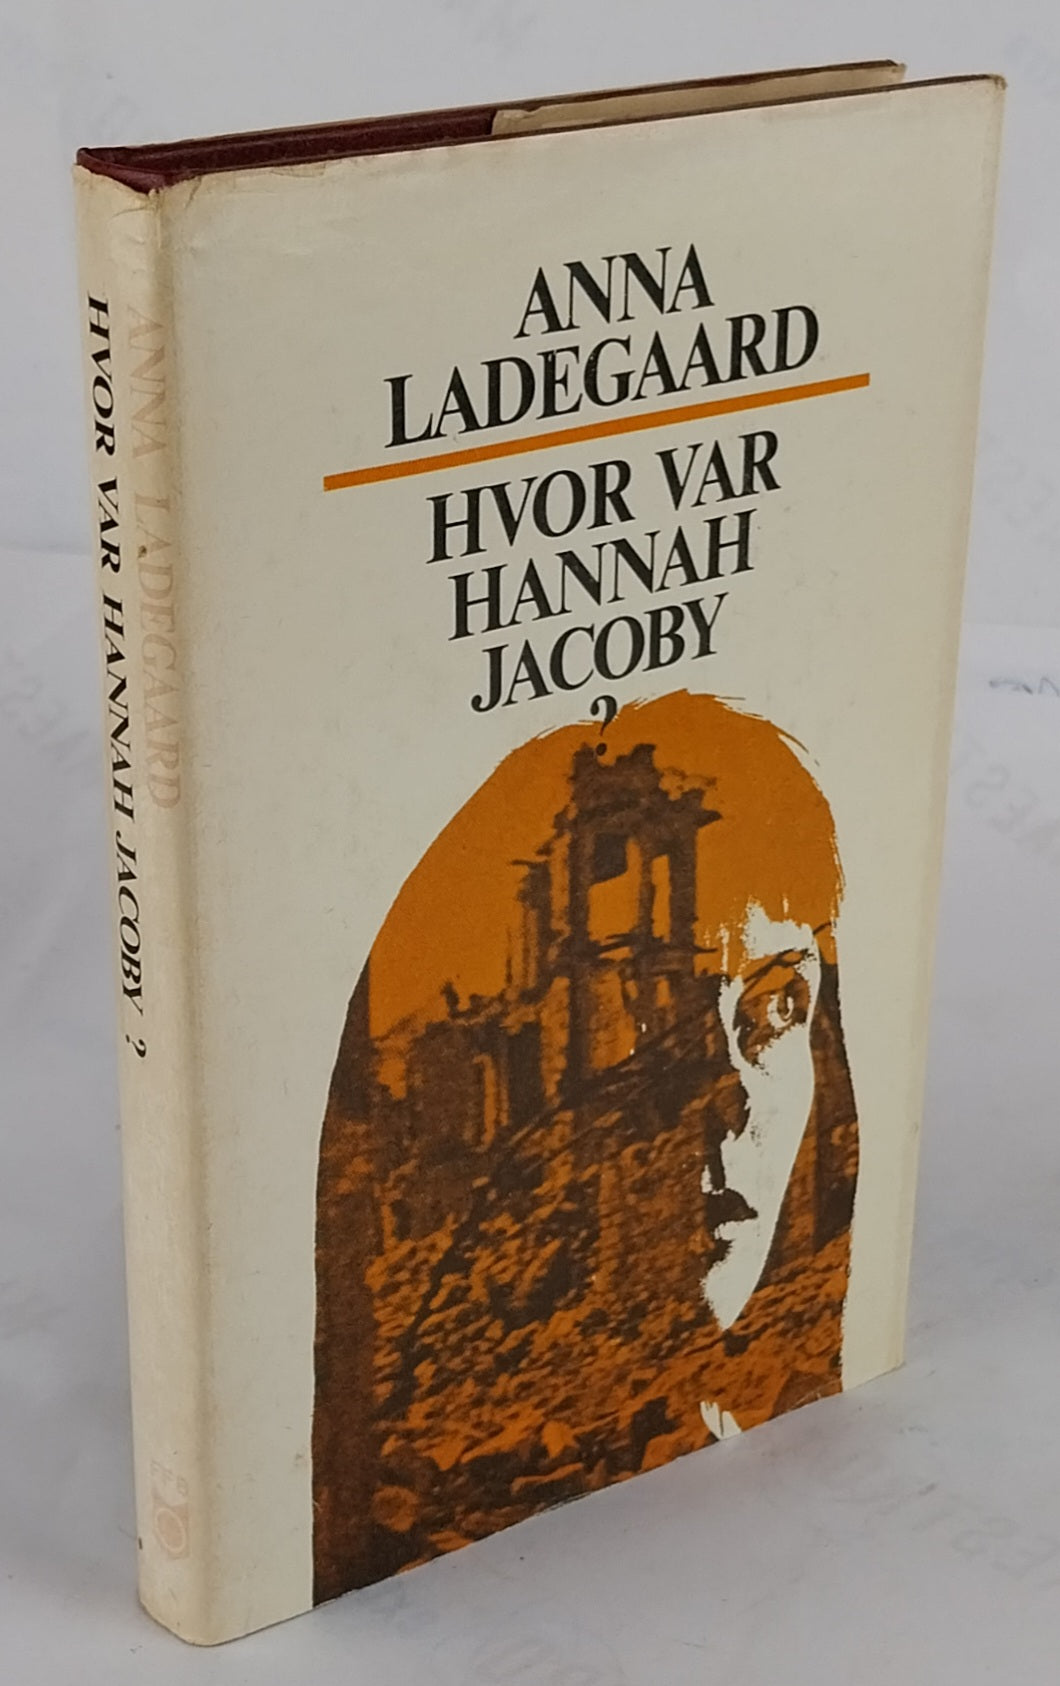 ANNA
LADEGAARD
HVOR VAR
HANNAH
JACOBY
?
ANNA LADEGAARD
HVOR VAR HANNAH JACOBY ?